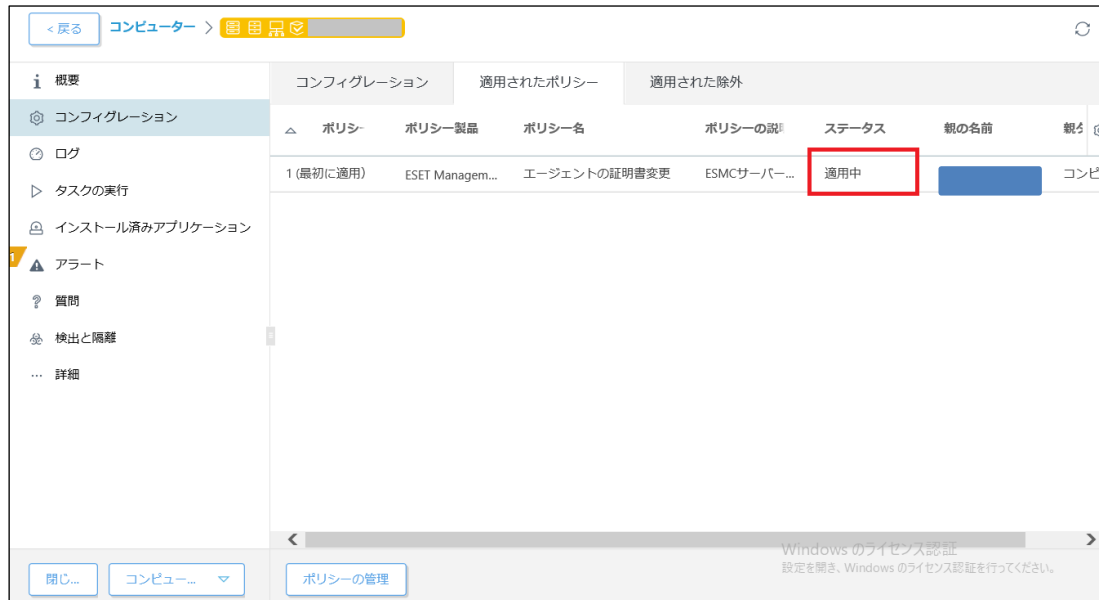 <戻る コンピューター >
i 概要
コンフィグレーション
ログ
タスクの実行
インストール済みアプリケーション
1
アラート
質問
検出と隔離
… 詳細
閉じ...
コンピュー...
コンフィグレーション 適用されたポリシー 適用された除外
ポリシー ポリシー製品 ポリシー名 ポリシーの説 ステータス 親の名前 親タ
1 (最初に適用) ESET Managem... エージェントの証明書変更 ESMCサーバー... 適用中 コンピ
Windows のライセンス認証
設定を開き、Windows のライセンス認証を行ってください。
ポリシーの管理